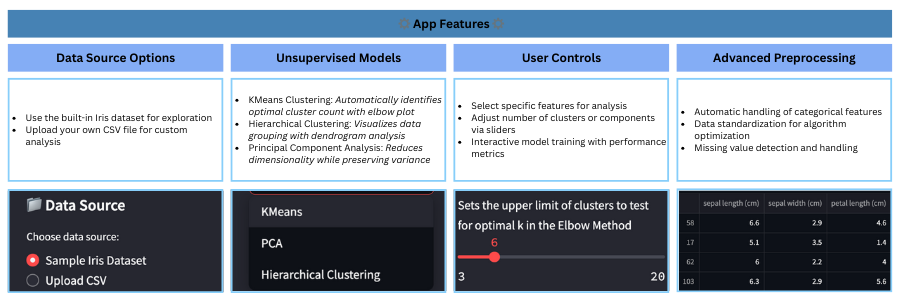 App Features
Data Source Options
Unsupervised Models
User Controls
Advanced Preprocessing
• Use the built-in Iris dataset for exploration
• Upload your own CSV file for custom
analysis
• KMeans Clustering: Automatically identifies
optimal cluster count with elbow plot
• Hierarchical Clustering: Visualizes data
grouping with dendrogram analysis
• Principal Component Analysis: Reduces
dimensionality while preserving variance
• Select specific features for analysis
• Adjust number of clusters or components
via sliders
• Interactive model training with performance
metrics
• Automatic handling of categorical features
• Data standardization for algorithm
optimization
• Missing value detection and handling
Data Source
Choose data source:
Sample Iris Dataset
Upload CSV
KMeans
PCA
Hierarchical Clustering
Sets the upper limit of clusters to test
for optimal k in the Elbow Method
6
3 20
sepal length (cm) sepal width (cm) petal length (cm)
58 6.6 2.9 4.6
17 5.1 3.5 1.4
62 6 2.2 4
103 6.3 2.9 5.6